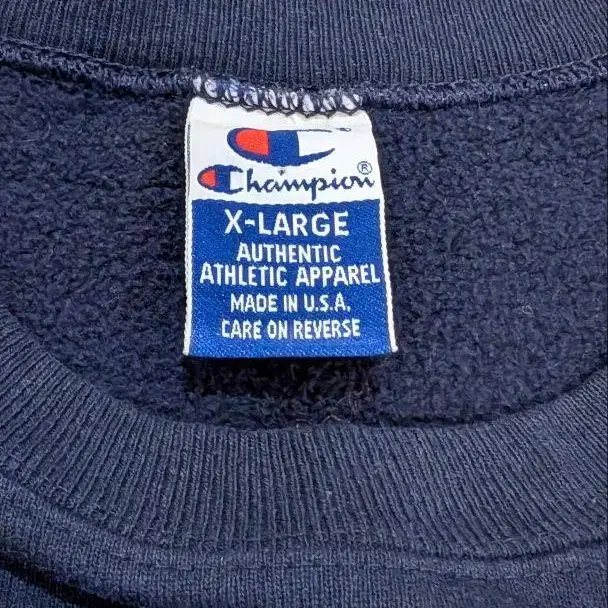 Champion®
X-LARGE
AUTHENTIC
ATHLETIC APPAREL
MADE IN U.S.A.
CARE ON REVERSE